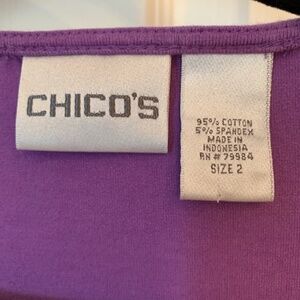 CHICO'S
95% COTTON
5% SPANDEX
MADE IN
INDONESIA
RN # 79984
SIZE 2